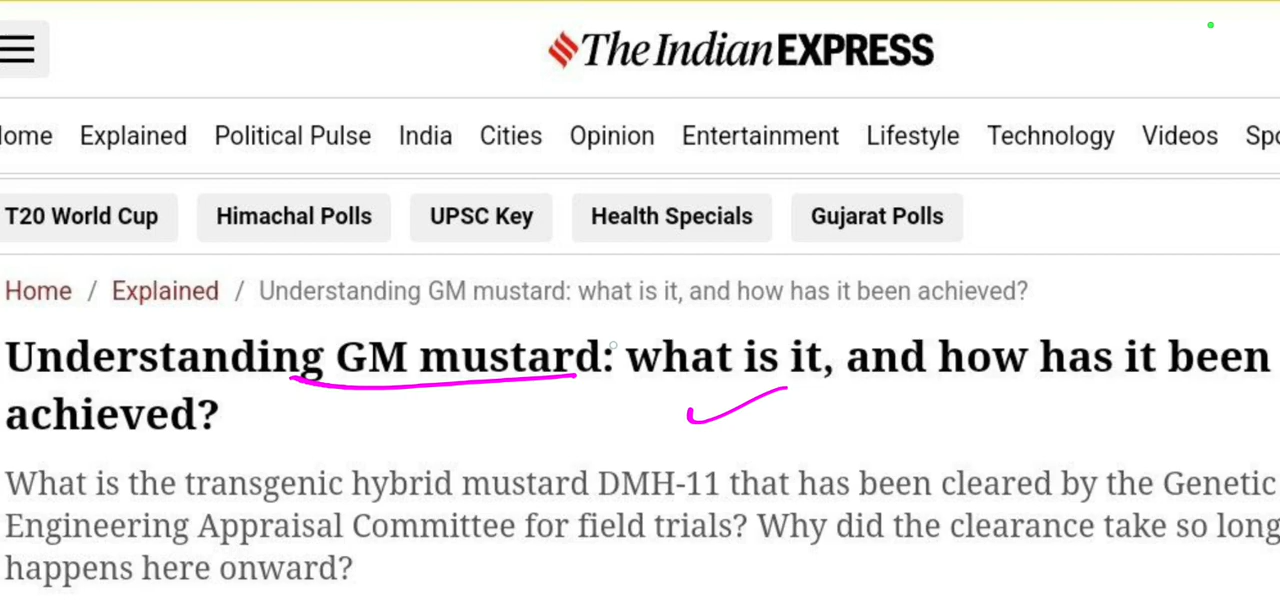 The Indian EXPRESS
Explained Political Pulse India Cities Opinion Entertainment Lifestyle Technology Videos
T20 World Cup Himachal Polls UPSC Key Health Specials Gujarat Polls
Home / Explained / Understanding GM mustard: what is it, and how has it been achieved?
Understanding GM mustard: what is it, and how has it been
achieved?
What is the transgenic hybrid mustard DMH-11 that has been cleared by the Genetic
Engineering Appraisal Committee for field trials? Why did the clearance take so long
happens here onward?